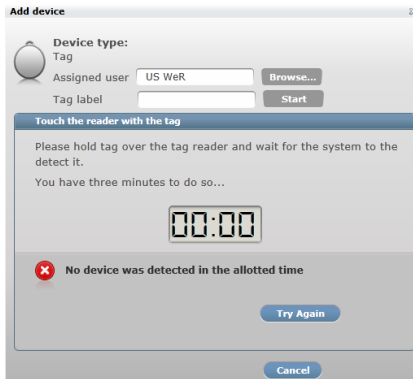 Add device
Device type:
Tag
Assigned user US WeR Browse...
Tag label Start
Touch the reader with the tag
Please hold tag over the tag reader and wait for the system to the
detect it.
You have three minutes to do so...
00:00
No device was detected in the allotted time
Try Again
Cancel